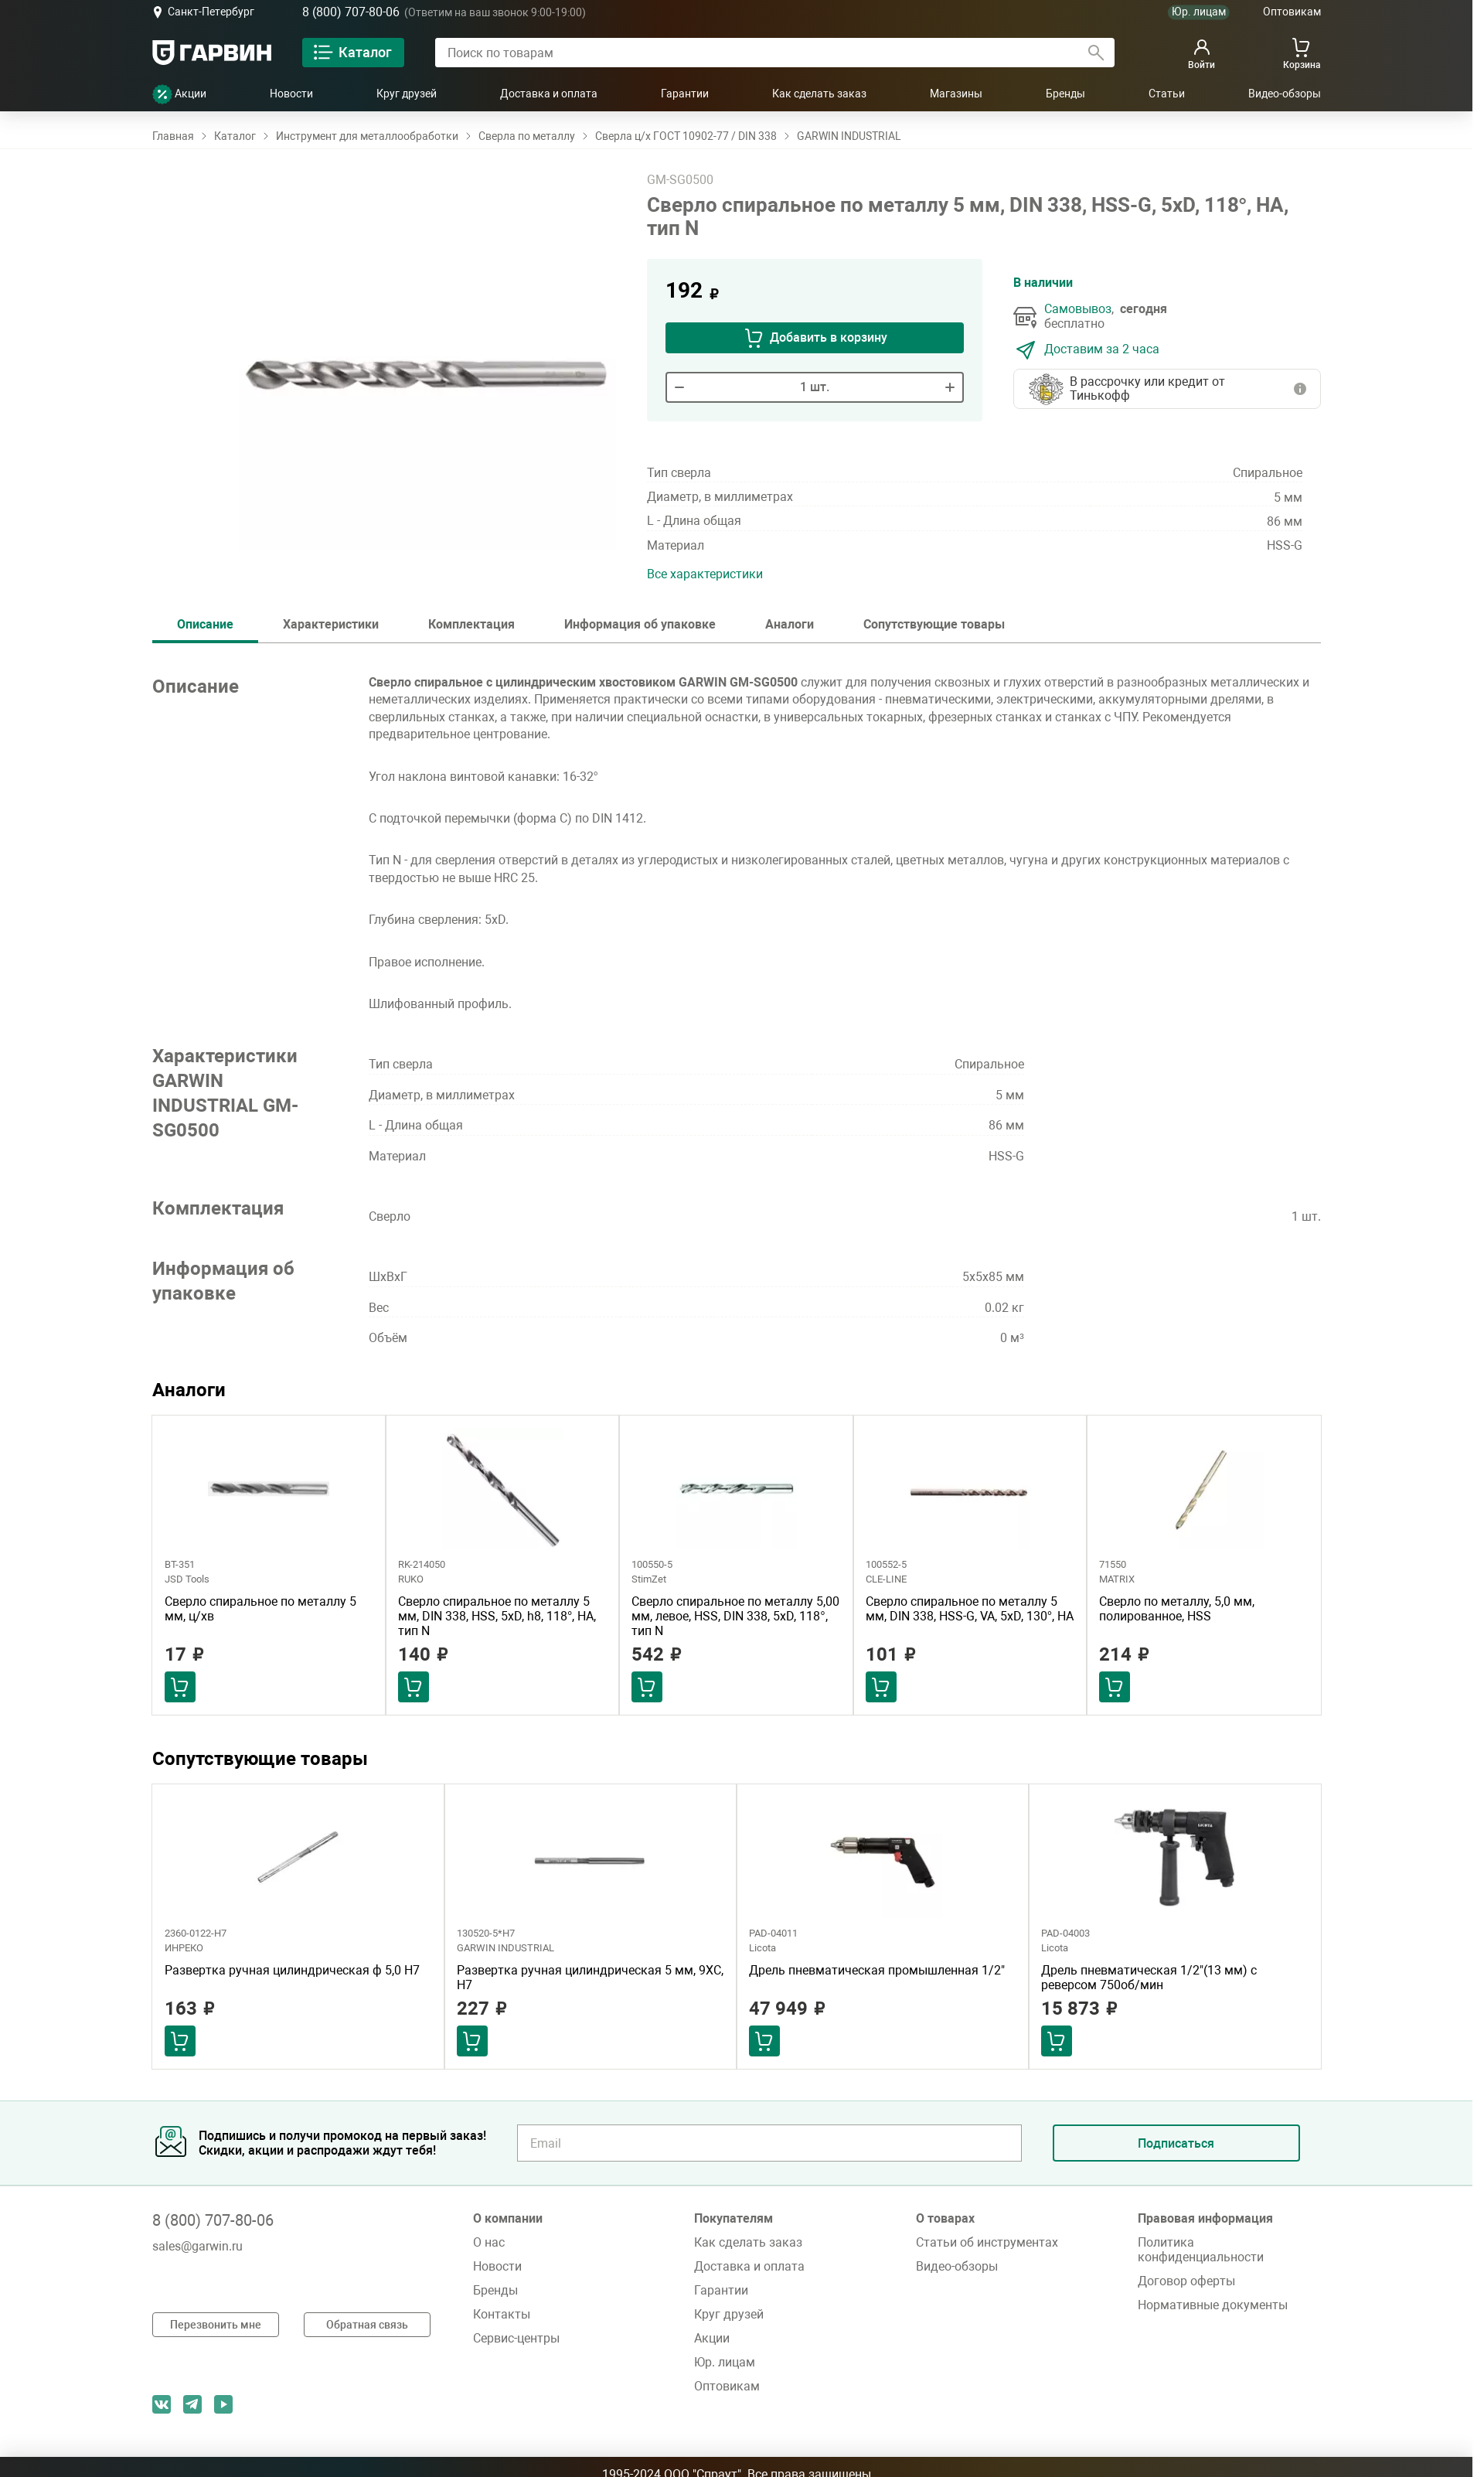 Санкт-Петербург
8 (800) 707-80-06 (Ответим на ваш звонок 9:00-19:00)
Юр. лицам
Оптовикам
ГАРВИН
Каталог
Поиск по товарам
Войти
Корзина
Акции
Новости
Круг друзей
Доставка и оплата
Гарантии
Как сделать заказ
Магазины
Бренды
Статьи
Видео-обзоры
Главная
Каталог
Инструмент для металлообработки
Сверла по металлу
Сверла ц/х ГОСТ 10902-77 / DIN 338
GARWIN INDUSTRIAL
GM-SG0500
Сверло спиральное по металлу 5 мм, DIN 338, HSS-G, 5xD, 118°, HA,
тип N
192 ₽
Добавить в корзину
1 шт.
В наличии
Самовывоз, сегодня
бесплатно
Доставим за 2 часа
В рассрочку или кредит от
Тинькофф
Тип сверла
Спиральное
Диаметр, в миллиметрах
5 мм
L - Длина общая
86 мм
Материал
HSS-G
Все характеристики
Описание
Характеристики
Комплектация
Информация об упаковке
Аналоги
Сопутствующие товары
Описание
Сверло спиральное с цилиндрическим хвостовиком GARWIN GM-SG0500 служит для получения сквозных и глухих отверстий в разнообразных металлических и
неметаллических изделиях. Применяется практически со всеми типами оборудования - пневматическими, электрическими, аккумуляторными дрелями, в
сверлильных станках, а также, при наличии специальной оснастки, в универсальных токарных, фрезерных станках и станках с ЧПУ. Рекомендуется
предварительное центрование.
Угол наклона винтовой канавки: 16-32°
С подточкой перемычки (форма С) по DIN 1412.
Тип N - для сверления отверстий в деталях из углеродистых и низколегированных сталей, цветных металлов, чугуна и других конструкционных материалов с
твердостью не выше HRC 25.
Глубина сверления: 5xD.
Правое исполнение.
Шлифованный профиль.
Характеристики
GARWIN
INDUSTRIAL GM-
SG0500
Тип сверла
Спиральное
Диаметр, в миллиметрах
5 мм
L - Длина общая
86 мм
Материал
HSS-G
Комплектация
Сверло
1 шт.
Информация об
упаковке
ШхВхГ
5x5x85 мм
Вес
0.02 кг
Объём
0 м³
Аналоги
BT-351
JSD Tools
Сверло спиральное по металлу 5
мм, ц/хв
17 ₽
RK-214050
RUKO
Сверло спиральное по металлу 5
мм, DIN 338, HSS, 5xD, h8, 118°, HA,
тип N
140 ₽
100550-5
StimZet
Сверло спиральное по металлу 5,00
мм, левое, HSS, DIN 338, 5xD, 118°,
тип N
542 ₽
100552-5
CLE-LINE
Сверло спиральное по металлу 5
мм, DIN 338, HSS-G, VA, 5xD, 130°, HA
101 ₽
71550
MATRIX
Сверло по металлу, 5,0 мм,
полированное, HSS
214 ₽
Сопутствующие товары
2360-0122-H7
ИНРЕКО
Развертка ручная цилиндрическая ф 5,0 Н7
163 ₽
130520-5*H7
GARWIN INDUSTRIAL
Развертка ручная цилиндрическая 5 мм, 9ХС,
H7
227 ₽
PAD-04011
Licota
Дрель пневматическая промышленная 1/2"
47 949 ₽
PAD-04003
Licota
Дрель пневматическая 1/2"(13 мм) с
реверсом 750об/мин
15 873 ₽
Подпишись и получи промокод на первый заказ!
Скидки, акции и распродажи ждут тебя!
Email
Подписаться
8 (800) 707-80-06
sales@garwin.ru
Перезвонить мне
Обратная связь
О компании
О нас
Новости
Бренды
Контакты
Сервис-центры
Покупателям
Как сделать заказ
Доставка и оплата
Гарантии
Круг друзей
Акции
Юр. лицам
Оптовикам
О товарах
Статьи об инструментах
Видео-обзоры
Правовая информация
Политика
конфиденциальности
Договор оферты
Нормативные документы
1995-2024 ООО "Спраут". Все права защищены.